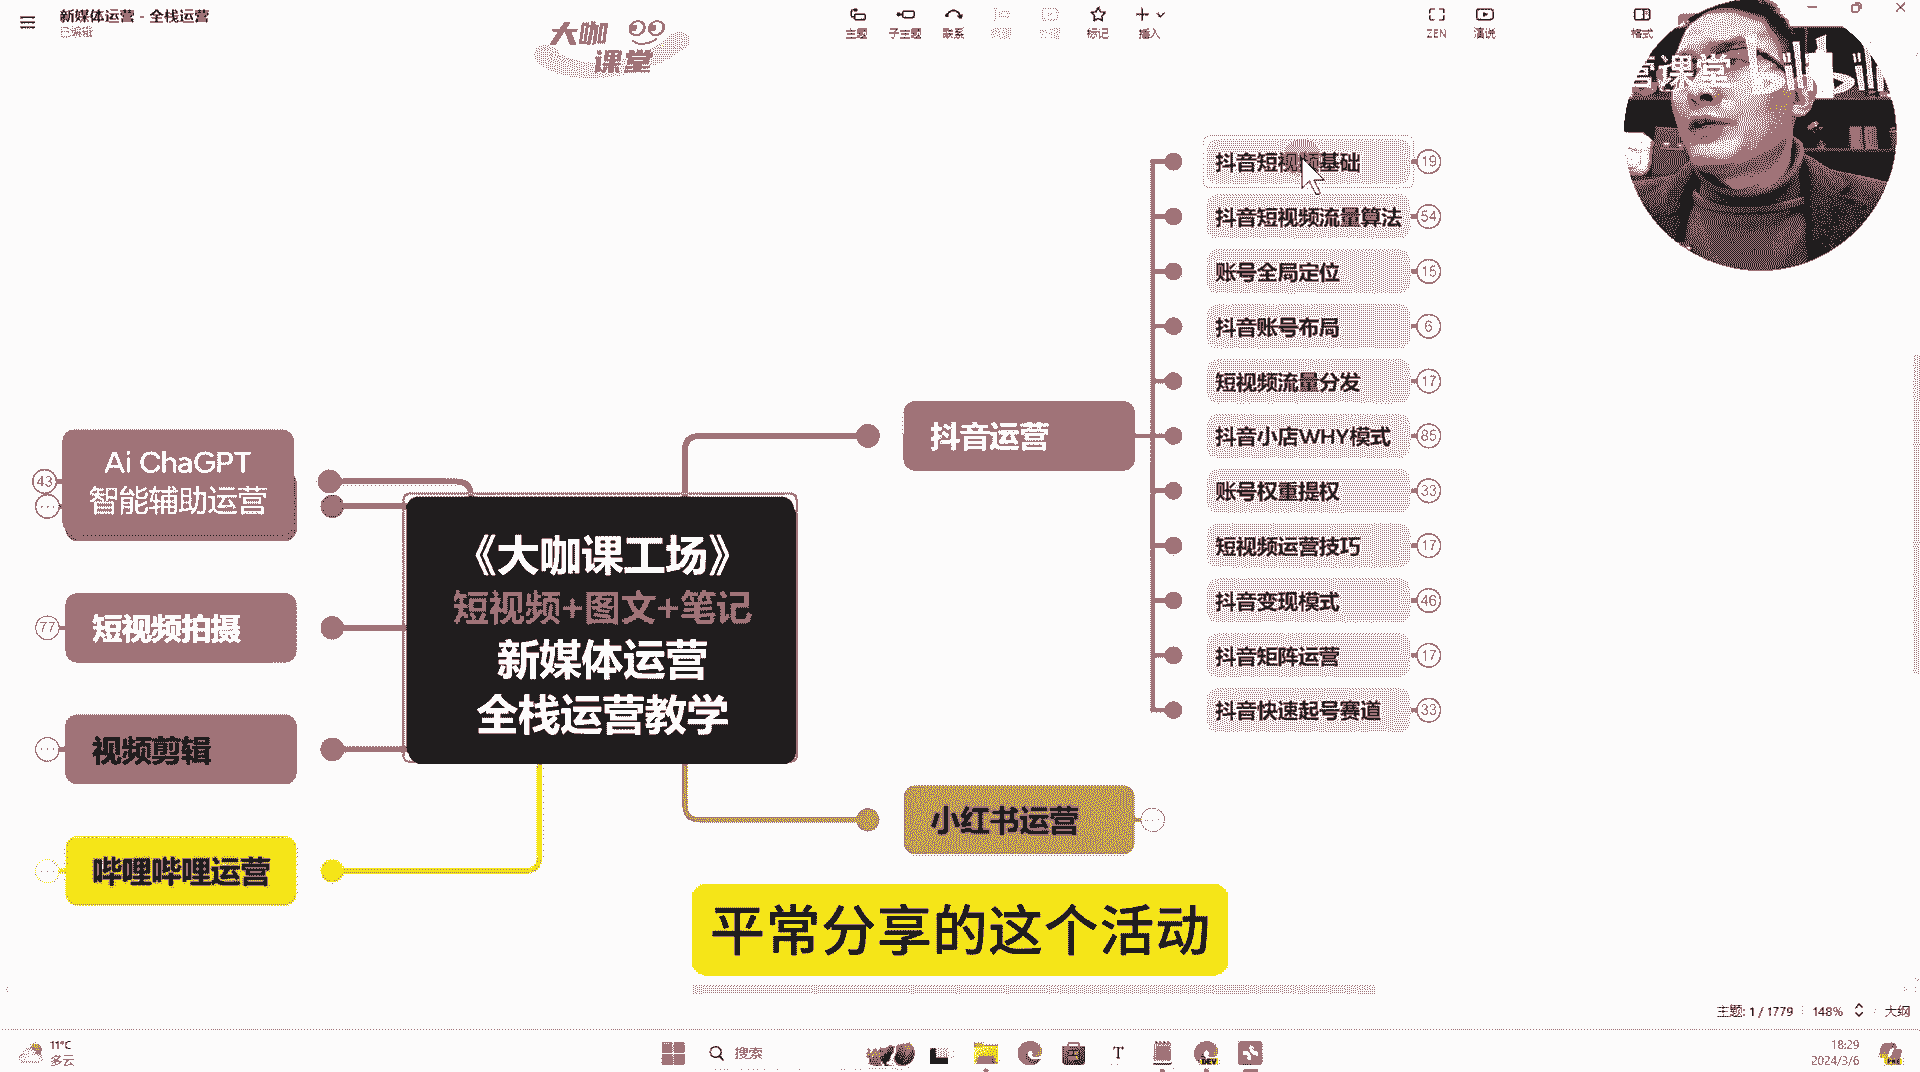 新媒体运营 - 全栈运营
已编辑
大咖
课堂
主题
子主题
联系
标记
插入
ZEN
演说
格式
营课堂 bilibili
抖音短视频基础
19
抖音短视频流量算法
54
账号全局定位
15
抖音账号布局
6
短视频流量分发
17
抖音运营
抖音小店WHY模式
85
账号权重提权
33
短视频运营技巧
17
抖音变现模式
46
抖音矩阵运营
17
抖音快速起号赛道
33
43
Ai ChaGPT
智能辅助运营
77
短视频拍摄
视频剪辑
哔哩哔哩运营
《大咖课工场》
短视频+图文+笔记
新媒体运营
全栈运营教学
小红书运营
平常分享的这个活动
主题: 1 / 1779
148%
大纲
11°C
多云
搜索
DEV
18:29
2024/3/6